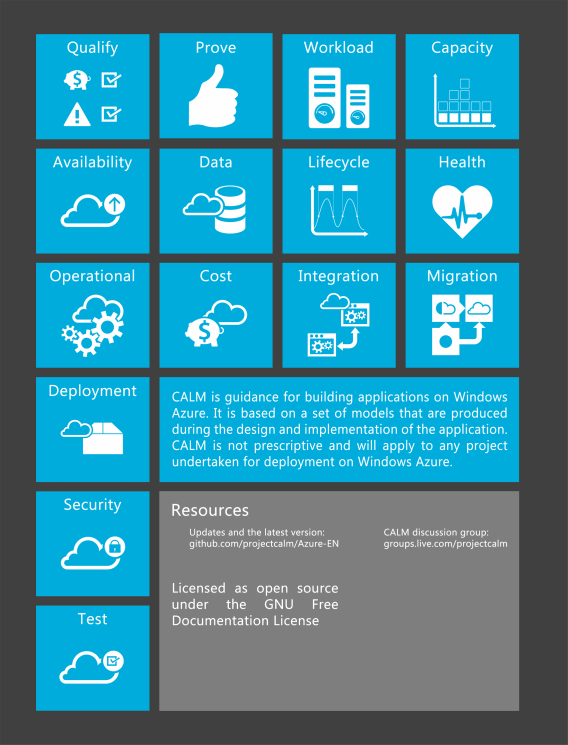 Qualify
Prove
Workload
Capacity
Availability
Data
Lifecycle
Health
Operational
Cost
Integration
Migration
Deployment
CALM is guidance for building applications on Windows
Azure. It is based on a set of models that are produced
during the design and implementation of the application.
CALM is not prescriptive and will apply to any project
undertaken for deployment on Windows Azure.
Security
Resources
Updates and the latest version:
github.com/projectcalm/Azure-EN
CALM discussion group:
groups.live.com/projectcalm
Licensed as open source
under the GNU Free
Documentation License
Test